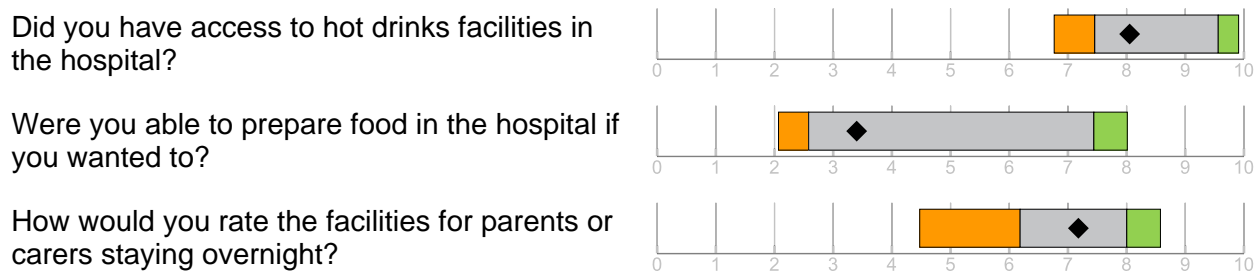 Did you have access to hot drinks facilities in
the hospital?
0 1 2 3 4 5 6 7 8 9 10
Were you able to prepare food in the hospital if
you wanted to?
0 1 2 3 4 5 6 7 8 9 10
How would you rate the facilities for parents or
carers staying overnight?
0 1 2 3 4 5 6 7 8 9 10